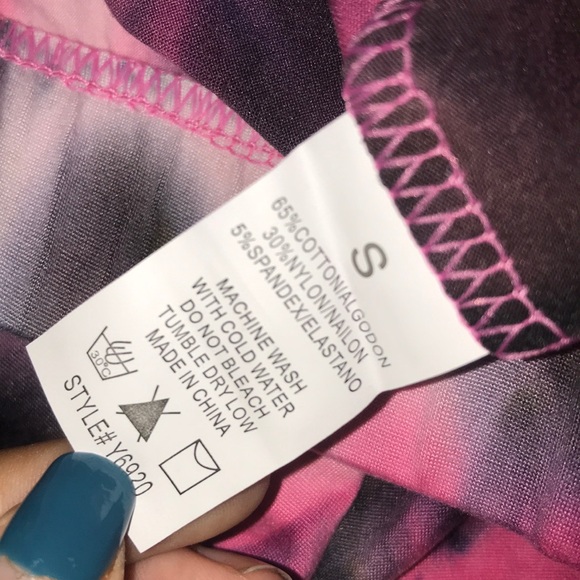 S
65%COTTON/ALGODON
30%NYLON/NAILON
5%SPANDEX/ELASTANO
MACHINE WASH
WITH COLD WATER
DO NOT BLEACH
TUMBLE DRY LOW
MADE IN CHINA
30°C
STYLE# Y6920